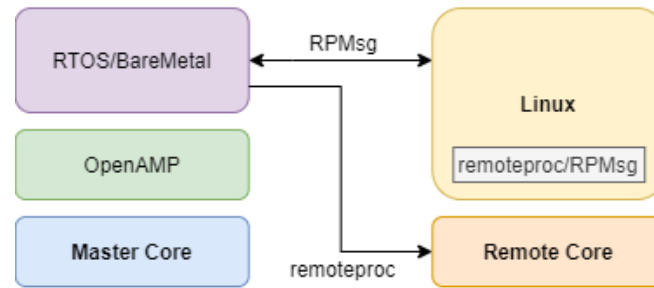 RTOS/BareMetal
RPMsg
Linux
remoteproc/RPMsg
OpenAMP
Master Core
remoteproc
Remote Core